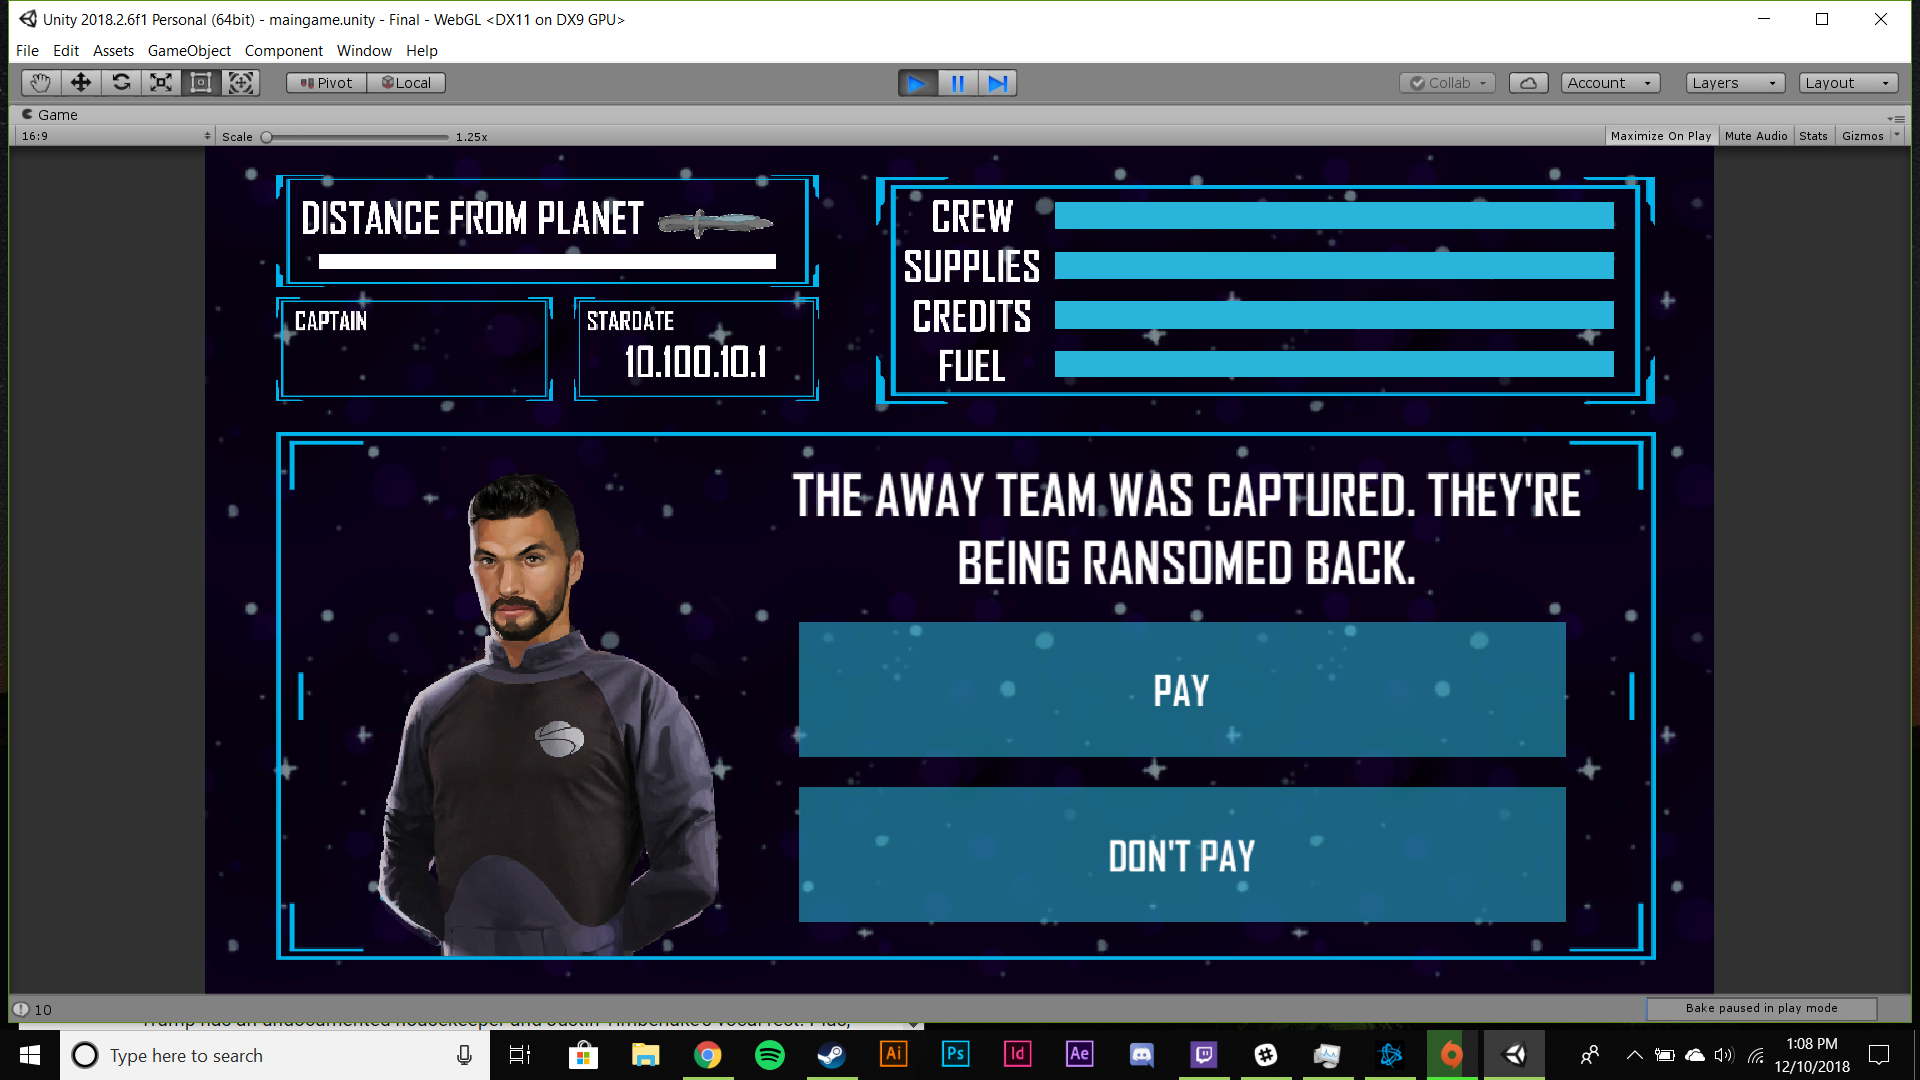 Unity 2018.2.6f1 Personal (64bit) - maingame.unity - Final - WebGL <DX11 on DX9 GPU>
File Edit Assets GameObject Component Window Help
Pivot Local Collab Account Layers Layout
Game
16:9 Scale 1.25x Maximize On Play Mute Audio Stats Gizmos
DISTANCE FROM PLANET
CAPTAIN
STARDATE
10.100.10.1
CREW
SUPPLIES
CREDITS
FUEL
THE AWAY TEAM WAS CAPTURED. THEY'RE
BEING RANSOMED BACK.
PAY
DON'T PAY
10
Bake paused in play mode
Type here to search
Ai Ps Id Ae
1:08 PM
12/10/2018